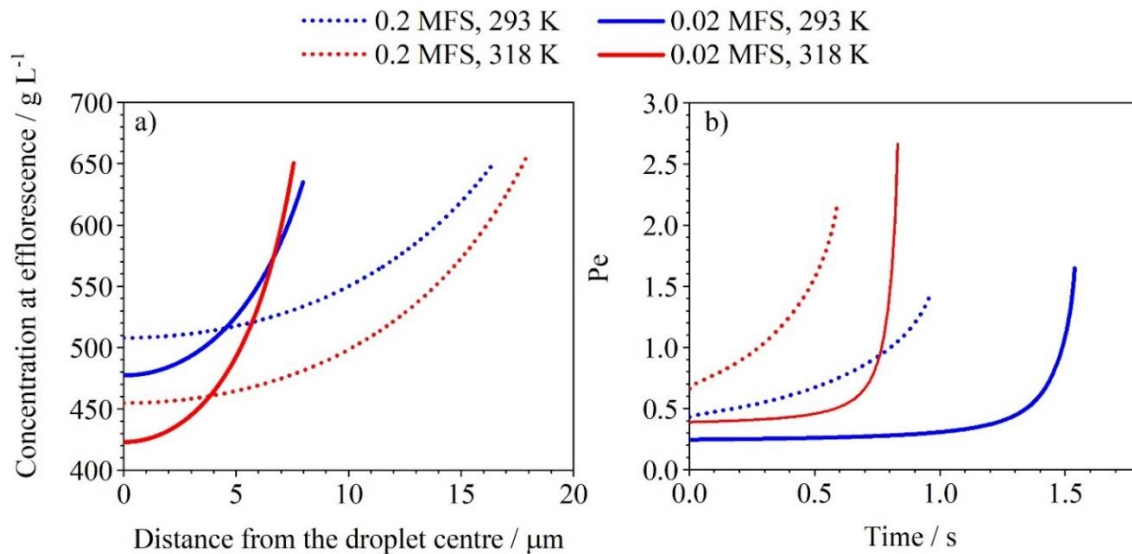 0.2 MFS, 293 K 0.02 MFS, 293 K
0.2 MFS, 318 K 0.02 MFS, 318 K
Concentration at efflorescence / g L⁻¹
700
650
600
550
500
450
400
a)
0 5 10 15 20
Distance from the droplet centre / μm
Pe
3.0
2.5
2.0
1.5
1.0
0.5
0.0
b)
0.0 0.5 1.0 1.5
Time / s